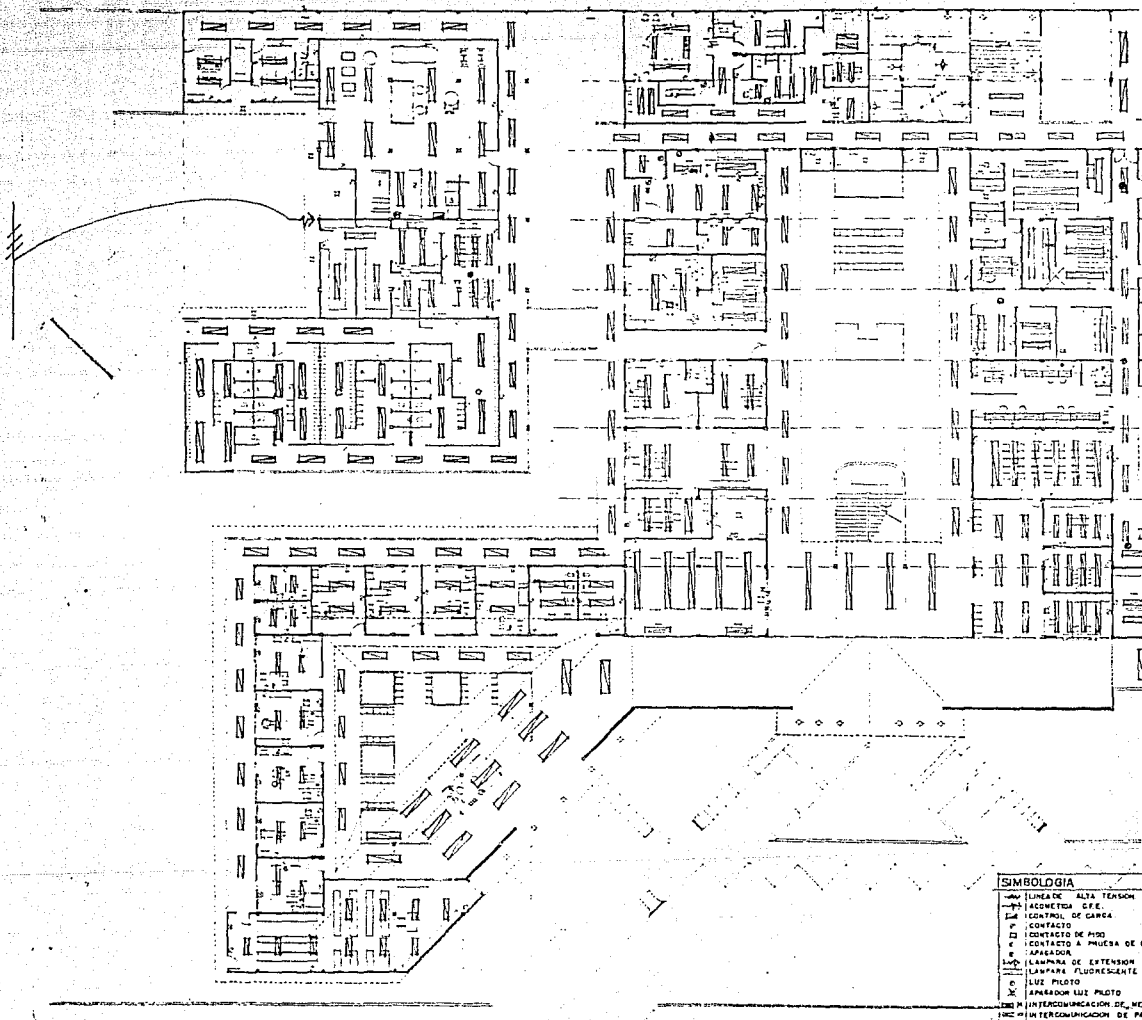 SIMBOLOGIA
LINEA DE ALTA TENSION
ACOMETIDA C.F.E.
CONTROL DE CARGA
CONTACTO
CONTACTO DE PISO
CONTACTO A PRUEBA DE
APAGADOR
LAMPARA DE EXTENSION
LAMPARA FLUORESCENTE
LUZ PILOTO
APAGADOR LUZ PILOTO
INTERCOMUNICACION DE
INTERCOMUNICACION DE